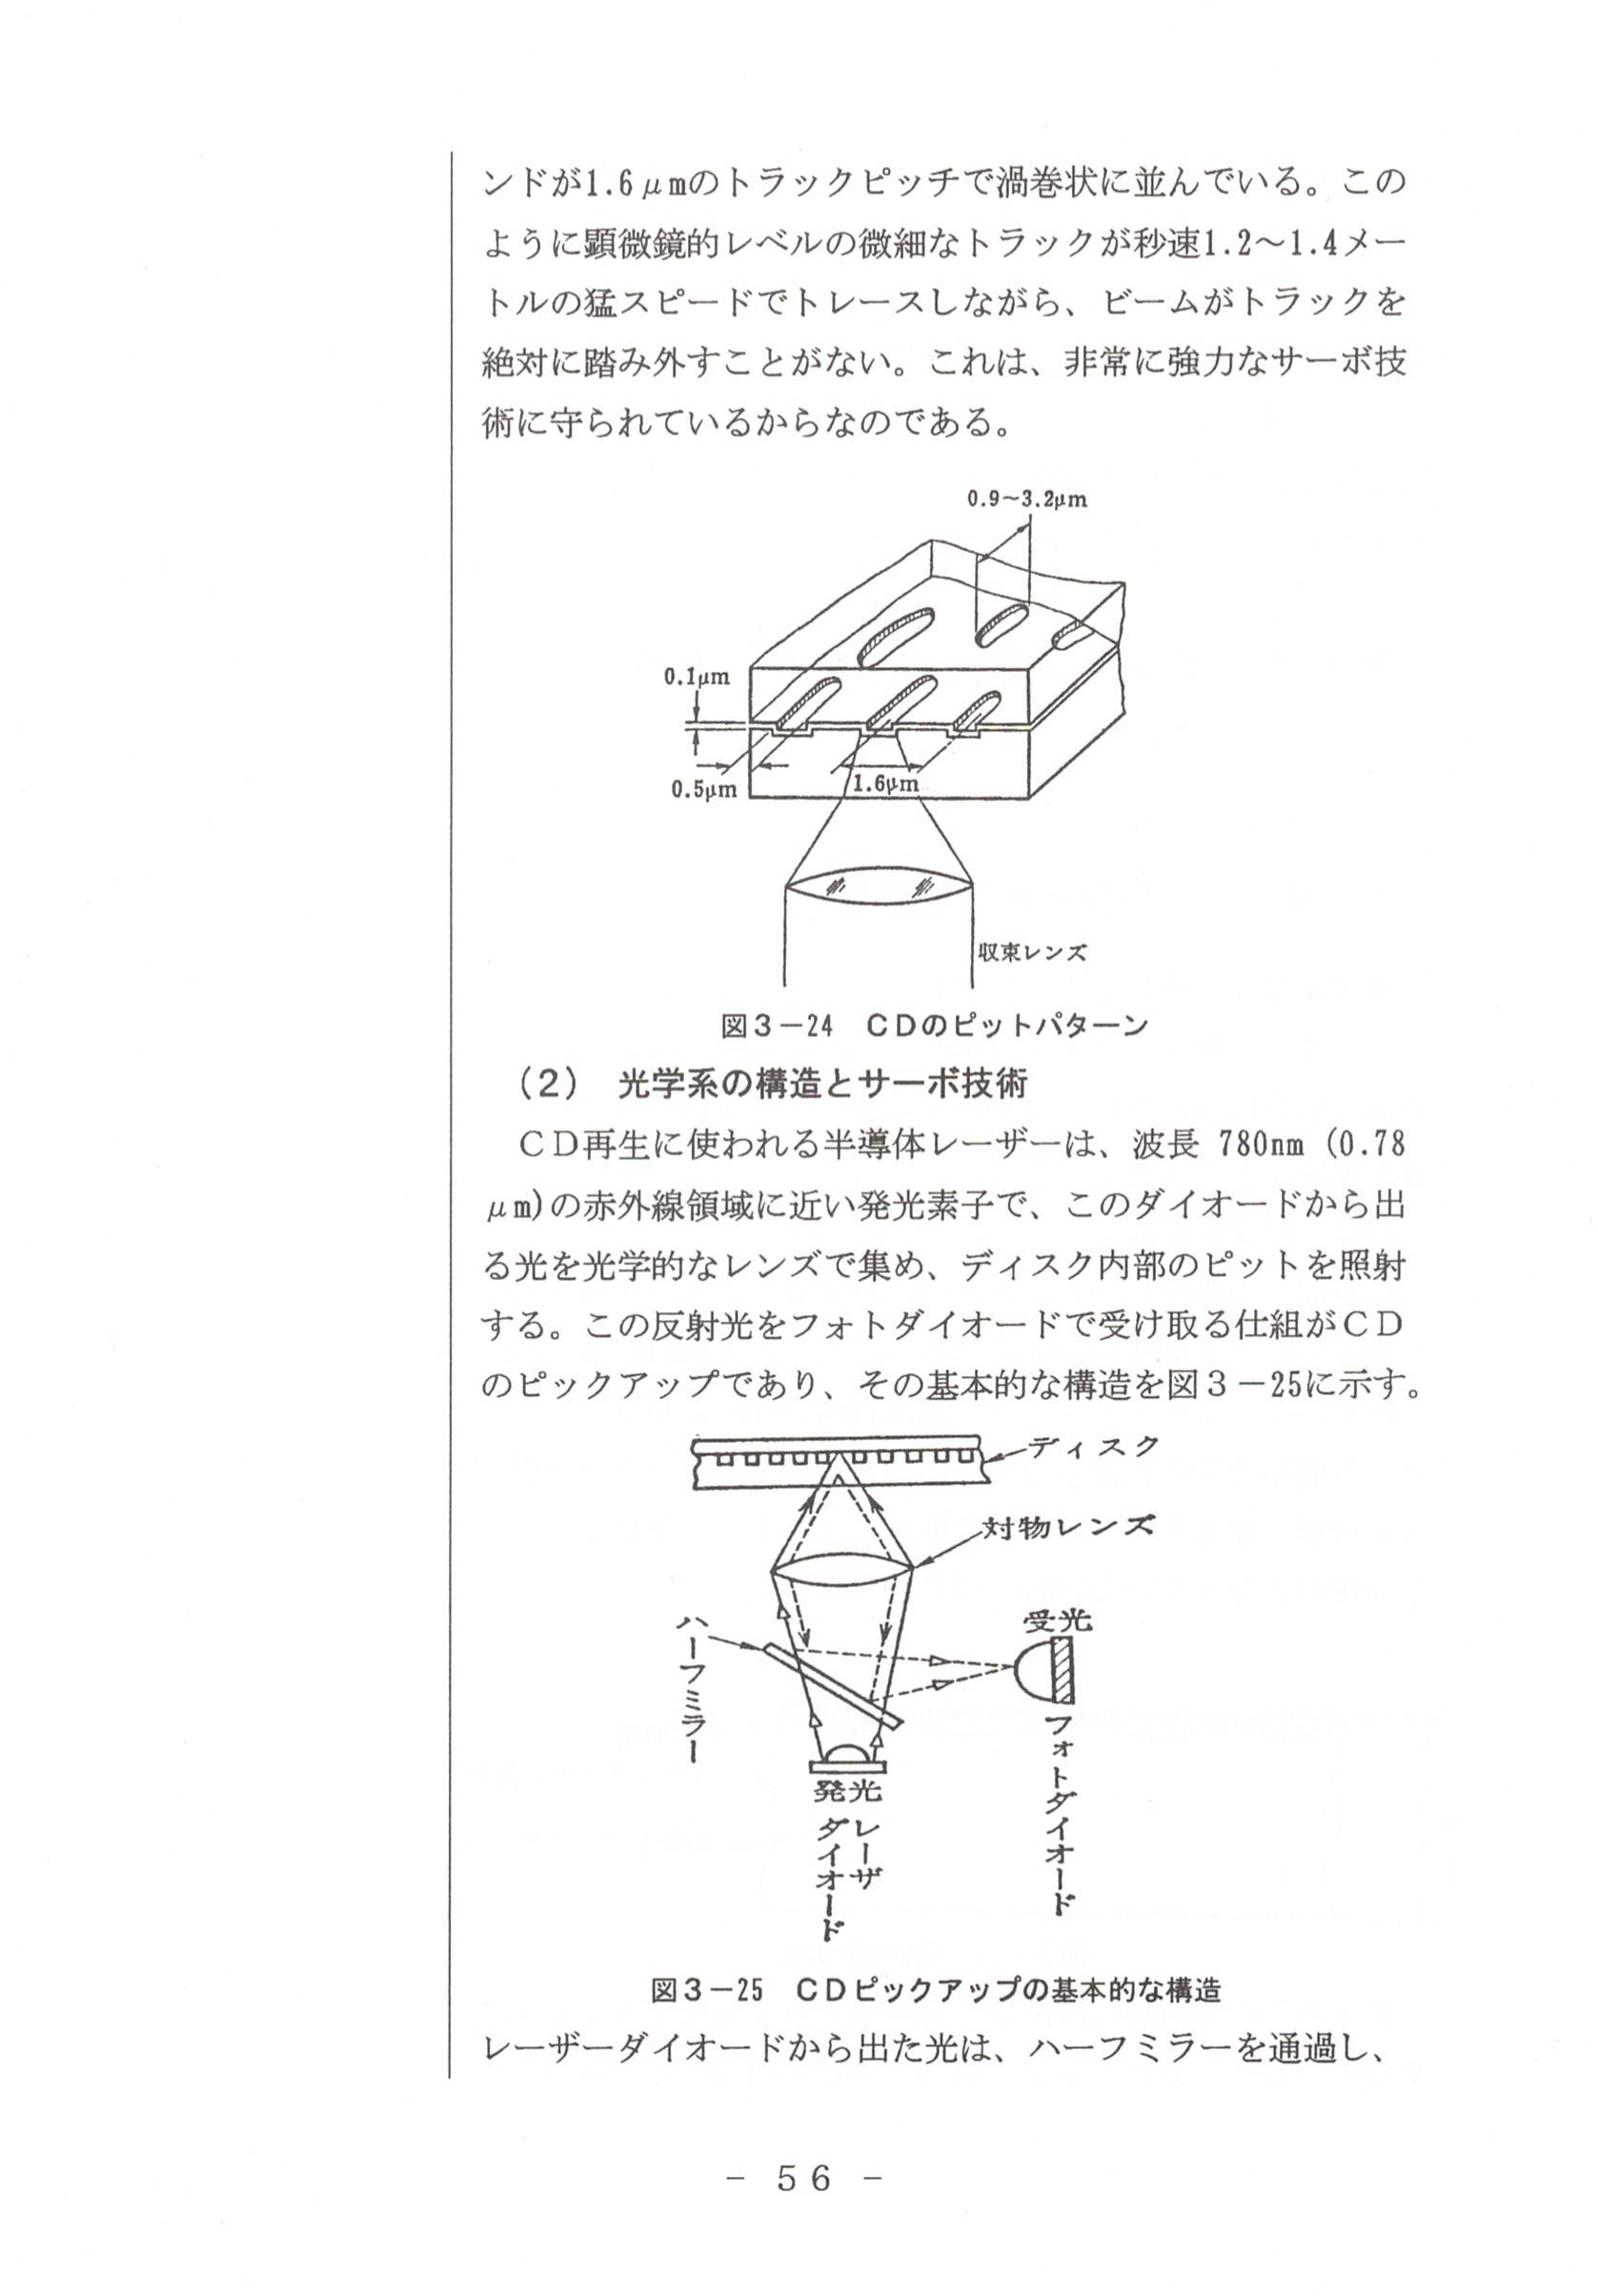 ンドが1.6μmのトラックピッチで渦巻状に並んでいる。この
ように顕微鏡的レベルの微細なトラックが秒速1.2～1.4メー
トルの猛スピードでトレースしながら、ビームがトラックを
絶対に踏み外すことがない。これは、非常に強力なサーボ技
術に守られているからなのである。
0.9～3.2μm
0.1μm
0.5μm
1.6μm
収束レンズ
図3－24　CDのピットパターン
（2）　光学系の構造とサーボ技術
　CD再生に使われる半導体レーザーは、波長 780nm (0.78
μm)の赤外線領域に近い発光素子で、このダイオードから出
る光を光学的なレンズで集め、ディスク内部のピットを照射
する。この反射光をフォトダイオードで受け取る仕組がCD
のピックアップであり、その基本的な構造を図3－25に示す。
ディスク
対物レンズ
ハーフミラー
受光
フォトダイオード
発光
レーザ
ダイオード
図3－25　CDピックアップの基本的な構造
レーザーダイオードから出た光は、ハーフミラーを通過し、
－ 56 －